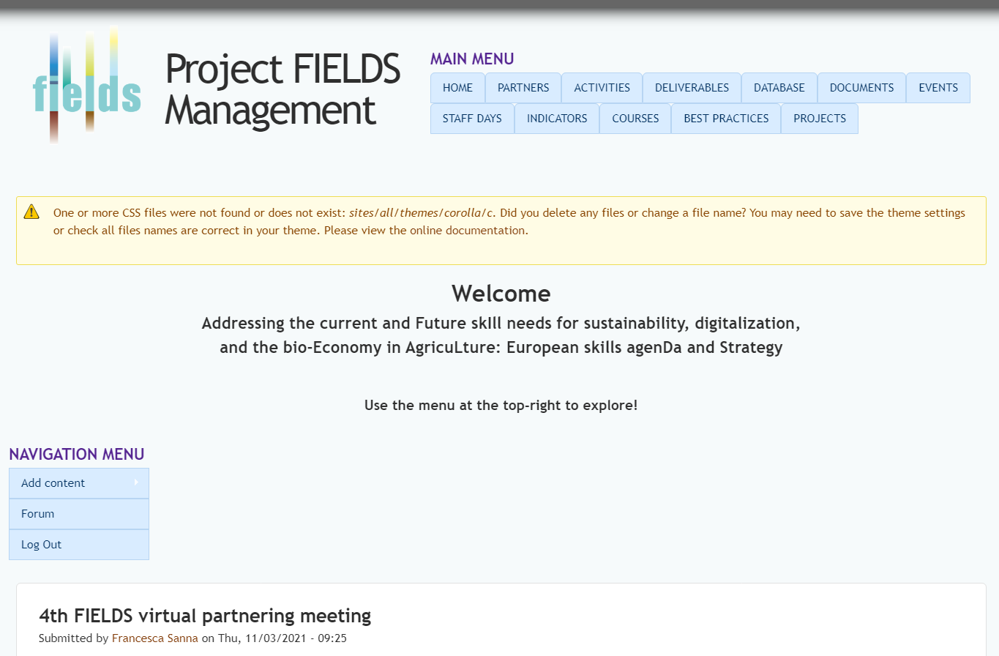 fields
Project FIELDS
Management
MAIN MENU
HOME PARTNERS ACTIVITIES DELIVERABLES DATABASE DOCUMENTS EVENTS
STAFF DAYS INDICATORS COURSES BEST PRACTICES PROJECTS
One or more CSS files were not found or does not exist: sites/all/themes/corolla/c. Did you delete any files or change a file name? You may need to save the theme settings
or check all files names are correct in your theme. Please view the online documentation.
Welcome
Addressing the current and Future skIll needs for sustainability, digitalization,
and the bio-Economy in AgricuLture: European skills agenDa and Strategy
Use the menu at the top-right to explore!
NAVIGATION MENU
Add content
Forum
Log Out
4th FIELDS virtual partnering meeting
Submitted by Francesca Sanna on Thu, 11/03/2021 - 09:25